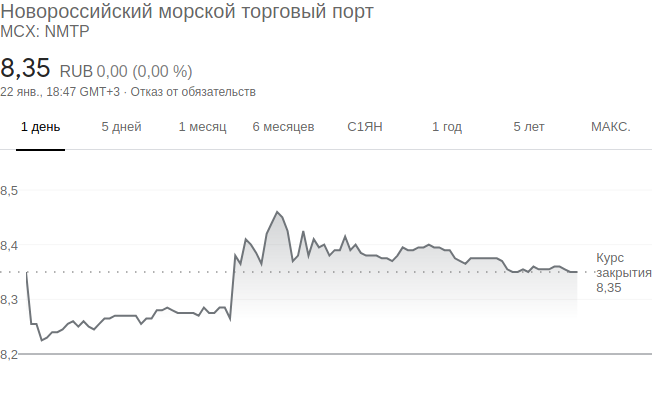 Новороссийский морской торговый порт
MCX: NMTP
8,35 RUB 0,00 (0,00 %)
22 янв., 18:47 GMT+3 · Отказ от обязательств
1 день 5 дней 1 месяц 6 месяцев С1ЯН 1 год 5 лет МАКС.
8,5
8,4
Курс
закрытия
8,35
8,3
8,2